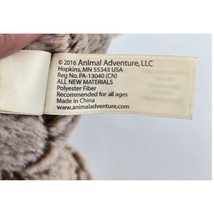 © 2016 Animal Adventure, LLC
Hopkins, MN 55343 USA
Reg No. PA-13040 (CN)
ALL NEW MATERIALS
Polyester Fiber
Recommended for all ages
Made in China
www.animaladventure.com